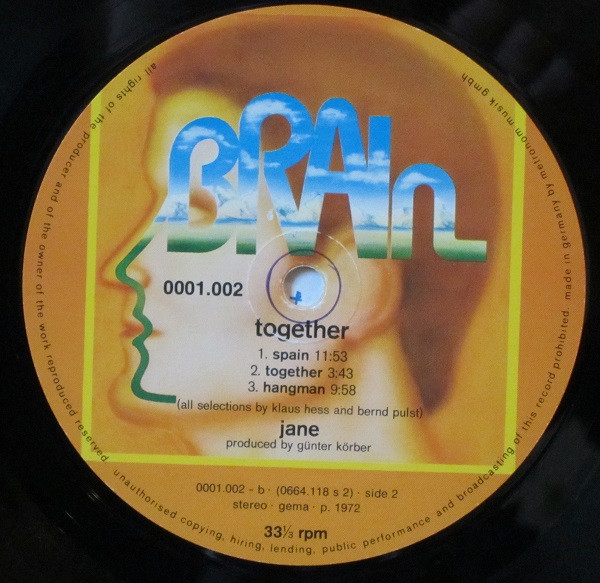 BRAIN
0001.002
together
1. spain 11:53
2. together 3:43
3. hangman 9:58
(all selections by klaus hess and bernd pulst)
jane
produced by günter körber
0001.002 - b · (0664.118 s 2) · side 2
stereo · gema · p. 1972
33⅓ rpm
all rights of the producer and of the owner of the work reproduced reserved. unauthorised copying, hiring, lending, public performance and broadcasting of this record prohibited. made in germany by metronom musik gmbh